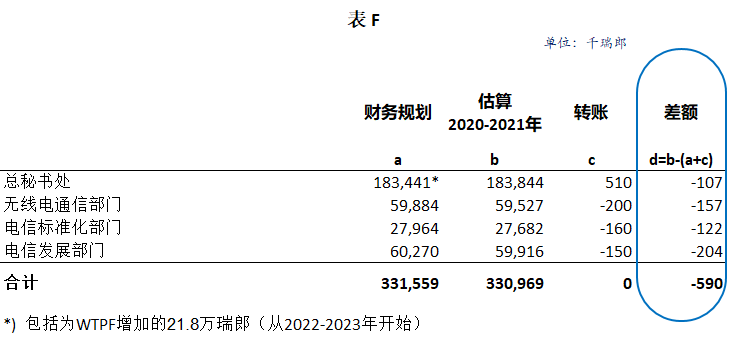 表 F
单位：千瑞郎
财务规划 估算 2020-2021年 转账 差额
a b c d=b-(a+c)
总秘书处 183,441* 183,844 510 -107
无线电通信部门 59,884 59,527 -200 -157
电信标准化部门 27,964 27,682 -160 -122
电信发展部门 60,270 59,916 -150 -204
合计 331,559 330,969 0 -590
*) 包括为WTPF增加的21.8万瑞郎（从2022-2023年开始）